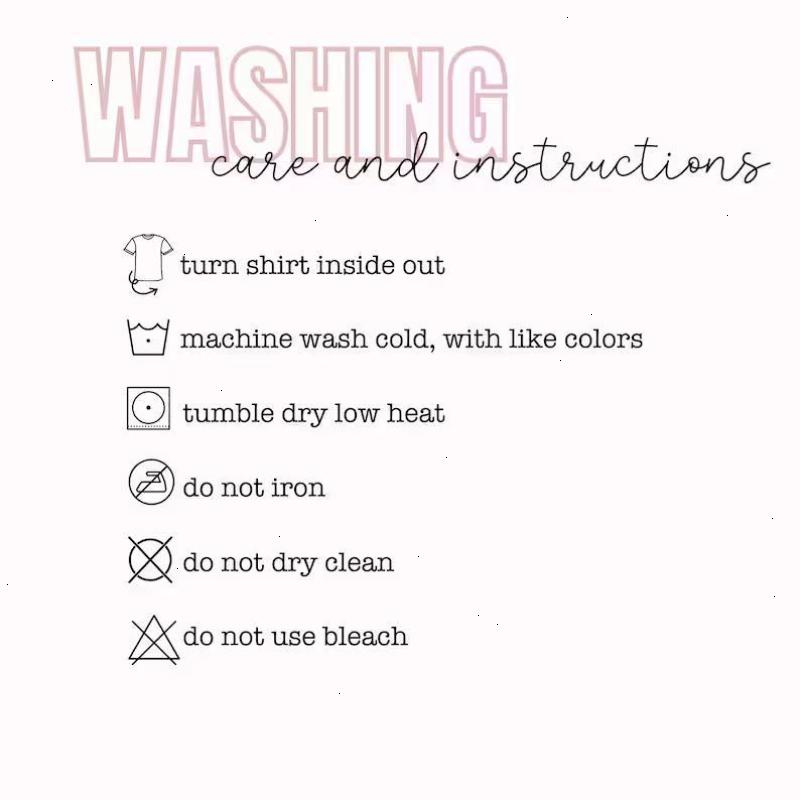 WASHING
care and instructions
turn shirt inside out
machine wash cold, with like colors
tumble dry low heat
do not iron
do not dry clean
do not use bleach